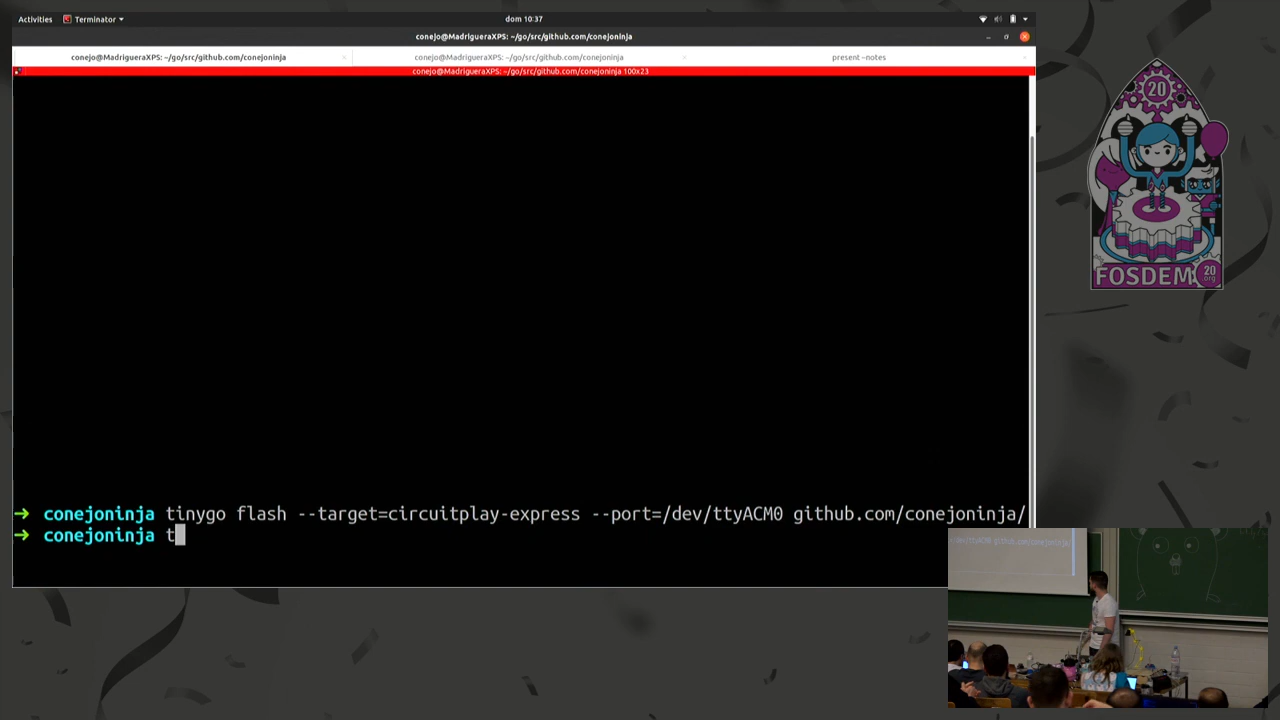 Activities Terminator dom 10:37
conejo@MadrigueraXPS: ~/go/src/github.com/conejoninja
conejo@MadrigueraXPS: ~/go/src/github.com/conejoninja conejo@MadrigueraXPS: ~/go/src/github.com/conejoninja present --notes
conejo@MadrigueraXPS: ~/go/src/github.com/conejoninja 100x23
20
FOSDEM 20
.org
→ conejoninja tinygo flash --target=circuitplay-express --port=/dev/ttyACM0 github.com/conejoninja/
→ conejoninja t